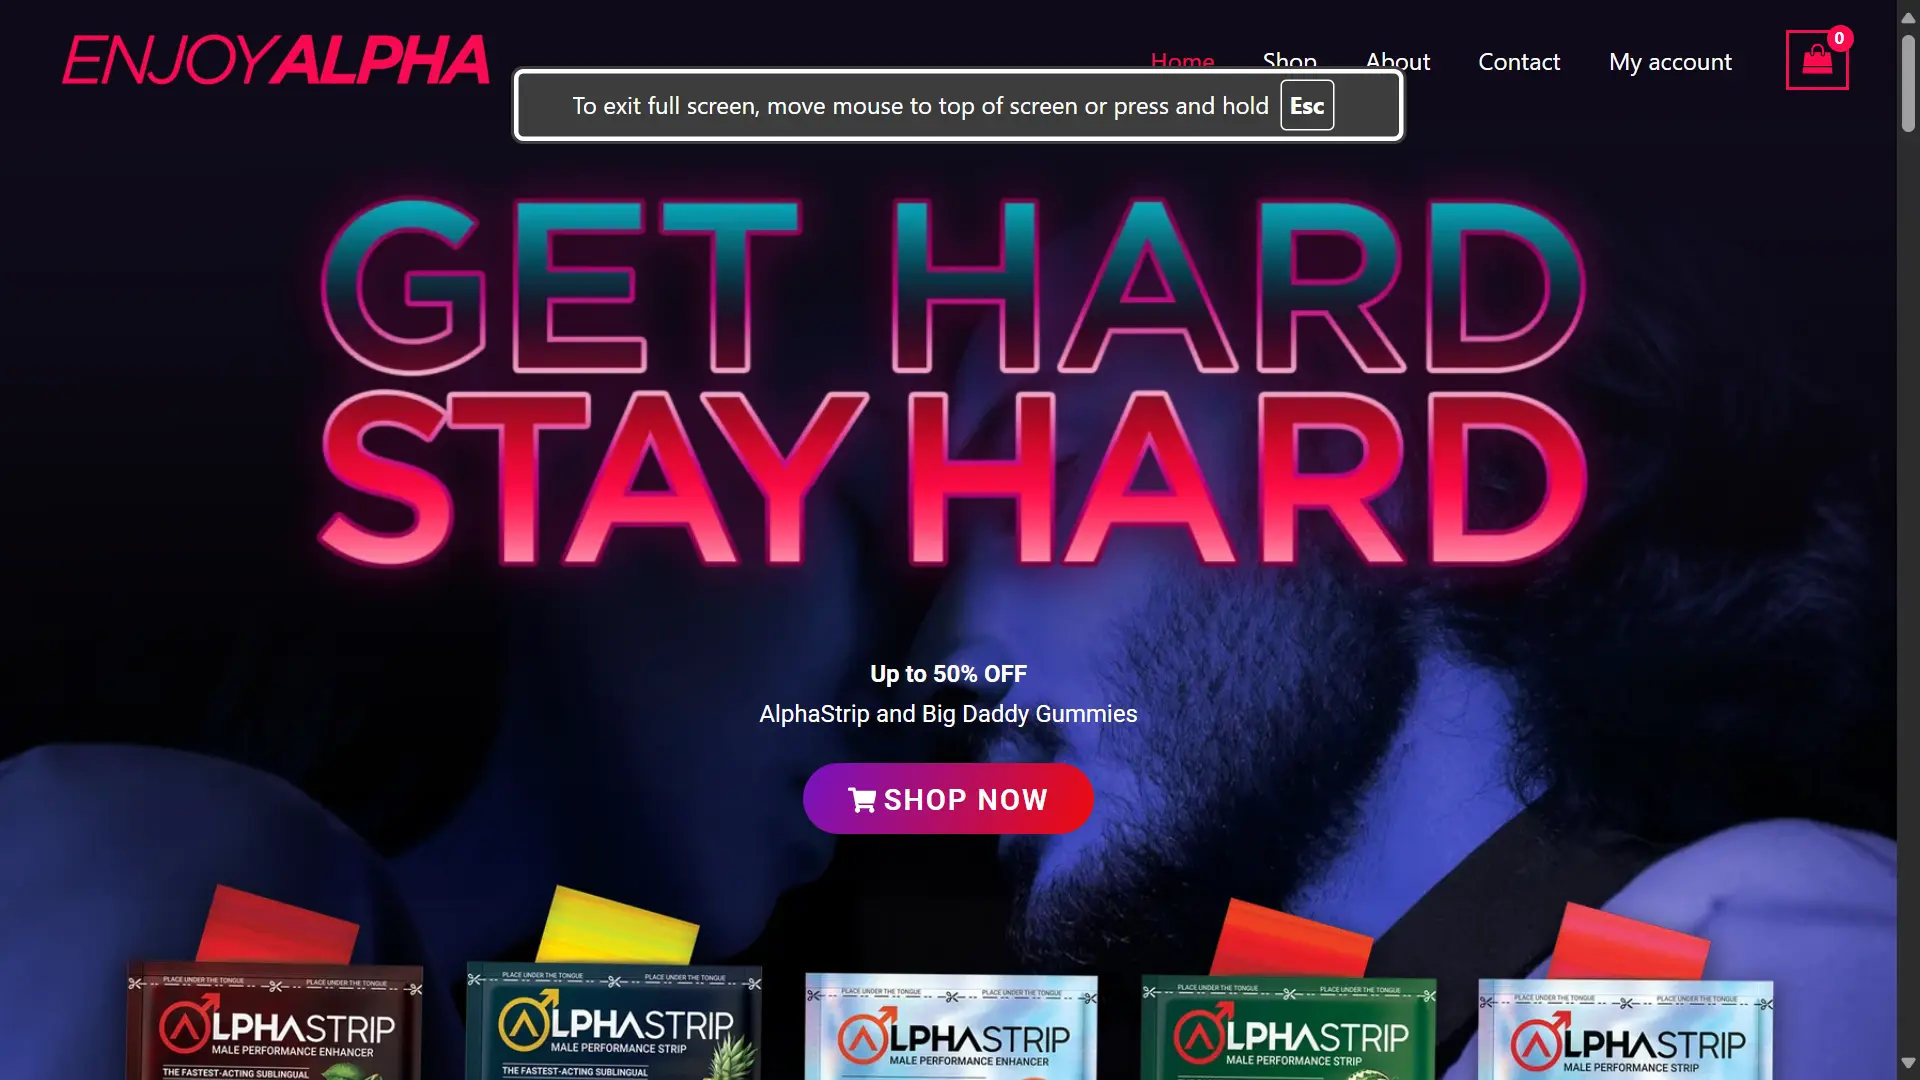 ENJOYALPHA
Home Shop About Contact My account
0
To exit full screen, move mouse to top of screen or press and hold Esc
GET HARD
STAY HARD
Up to 50% OFF
AlphaStrip and Big Daddy Gummies
SHOP NOW
PLACE UNDER THE TONGUE PLACE UNDER THE TONGUE
ALPHASTRIP
MALE PERFORMANCE ENHANCER
THE FASTEST-ACTING SUBLINGUAL
PLACE UNDER THE TONGUE PLACE UNDER THE TONGUE
ALPHASTRIP
MALE PERFORMANCE STRIP
THE FASTEST-ACTING SUBLINGUAL
PLACE UNDER THE TONGUE PLACE UNDER THE TONGUE
ALPHASTRIP
MALE PERFORMANCE ENHANCER
PLACE UNDER THE TONGUE PLACE UNDER THE TONGUE
ALPHASTRIP
MALE PERFORMANCE STRIP
PLACE UNDER THE TONGUE PLACE UNDER THE TONGUE
ALPHASTRIP
MALE PERFORMANCE STRIP